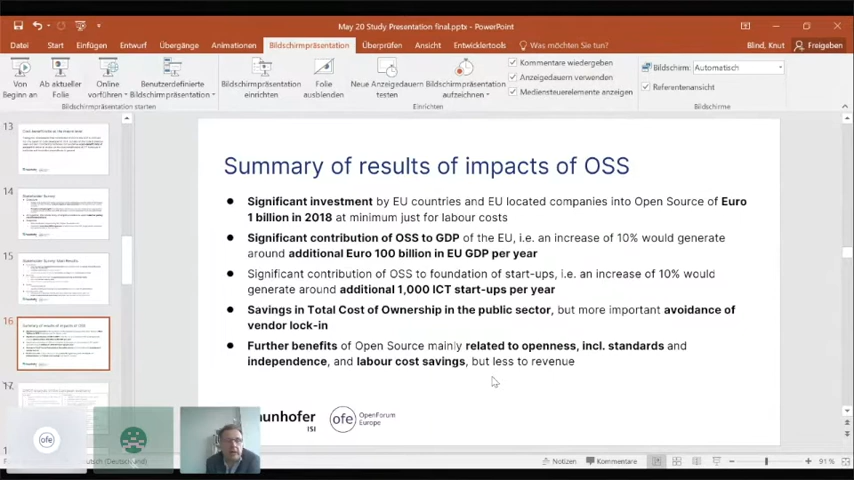 May 20 Study Presentation final.pptx - PowerPoint
Datei Start Einfügen Entwurf Übergänge Animationen Bildschirmpräsentation Überprüfen Ansicht Entwicklertools Was möchten Sie tun? Blind, Knut Freigeben
Von Beginn an
Ab aktueller Folie
Online vorführen
Benutzerdefinierte Bildschirmpräsentation
Bildschirmpräsentation einrichten
Folie ausblenden
Neue Anzeigedauern testen
Bildschirmpräsentation aufzeichnen
Kommentare wiedergeben
Anzeigedauern verwenden
Mediensteuerelemente anzeigen
Bildschirm: Automatisch
Referentenansicht
Bildschirmpräsentation starten
Einrichten
Bildschirme
13
14
15
16
Summary of results of impacts of OSS
17
Summary of results of impacts of OSS
Significant investment by EU countries and EU located companies into Open Source of Euro
1 billion in 2018 at minimum just for labour costs
Significant contribution of OSS to GDP of the EU, i.e. an increase of 10% would generate
around additional Euro 100 billion in EU GDP per year
Significant contribution of OSS to foundation of start-ups, i.e. an increase of 10% would
generate around additional 1,000 ICT start-ups per year
Savings in Total Cost of Ownership in the public sector, but more important avoidance of
vendor lock-in
Further benefits of Open Source mainly related to openness, incl. standards and
independence, and labour cost savings, but less to revenue
aunhofer
ISI
ofe OpenForum
Europe
ofe
Notizen Kommentare 91 %